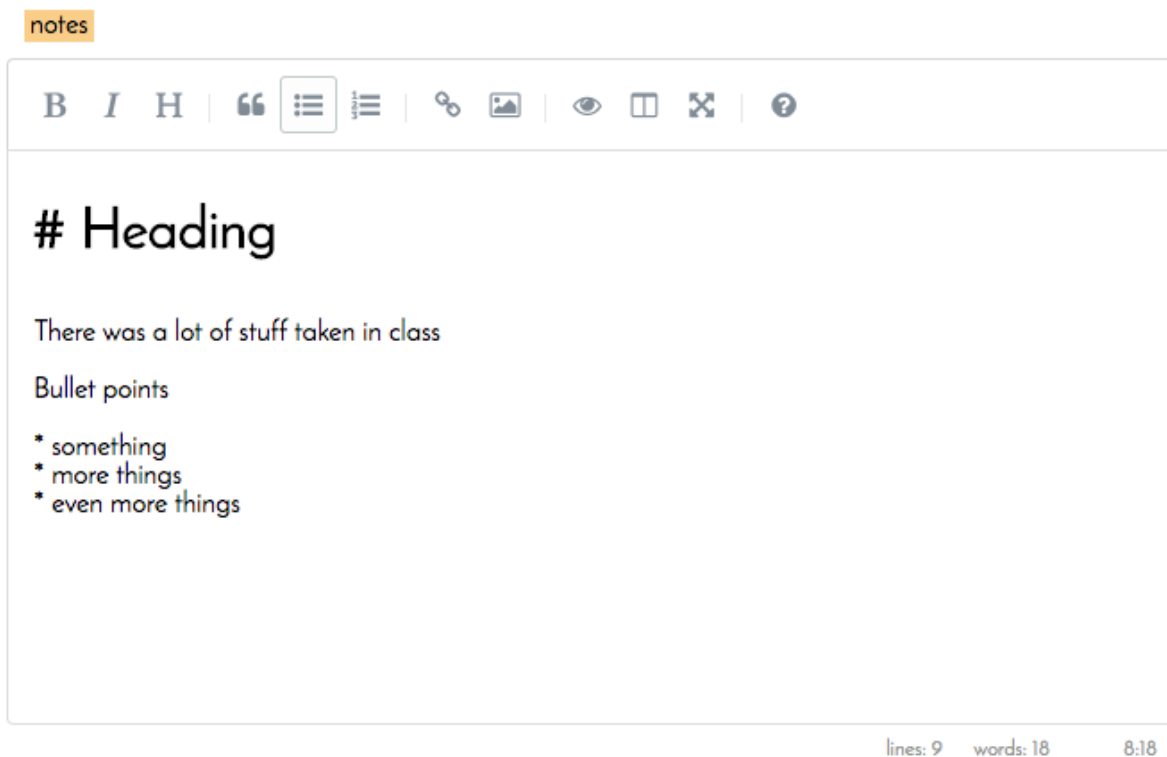 notes
B I H
# Heading
There was a lot of stuff taken in class
Bullet points
* something
* more things
* even more things
lines: 9 words: 18 8:18